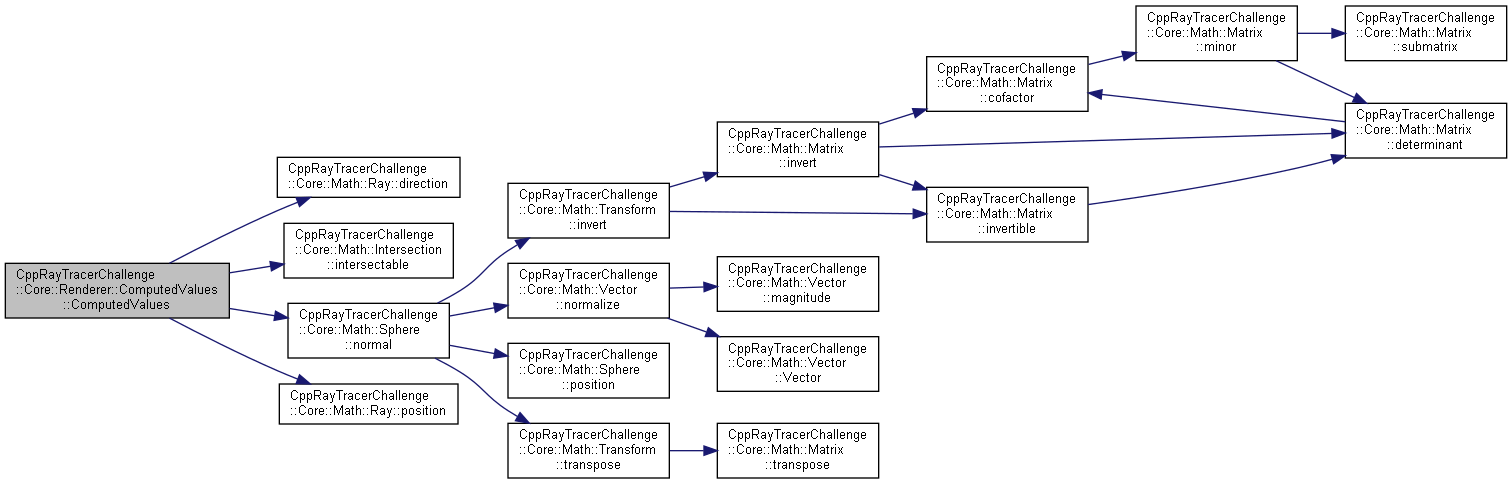 CppRayTracerChallenge
::Core::Renderer::ComputedValues
::ComputedValues
CppRayTracerChallenge
::Core::Math::Ray::direction
CppRayTracerChallenge
::Core::Math::Intersection
::intersectable
CppRayTracerChallenge
::Core::Math::Sphere
::normal
CppRayTracerChallenge
::Core::Math::Ray::position
CppRayTracerChallenge
::Core::Math::Transform
::invert
CppRayTracerChallenge
::Core::Math::Vector
::normalize
CppRayTracerChallenge
::Core::Math::Sphere
::position
CppRayTracerChallenge
::Core::Math::Transform
::transpose
CppRayTracerChallenge
::Core::Math::Matrix
::invert
CppRayTracerChallenge
::Core::Math::Vector
::magnitude
CppRayTracerChallenge
::Core::Math::Vector
::Vector
CppRayTracerChallenge
::Core::Math::Matrix
::transpose
CppRayTracerChallenge
::Core::Math::Matrix
::cofactor
CppRayTracerChallenge
::Core::Math::Matrix
::invertible
CppRayTracerChallenge
::Core::Math::Matrix
::minor
CppRayTracerChallenge
::Core::Math::Matrix
::submatrix
CppRayTracerChallenge
::Core::Math::Matrix
::determinant